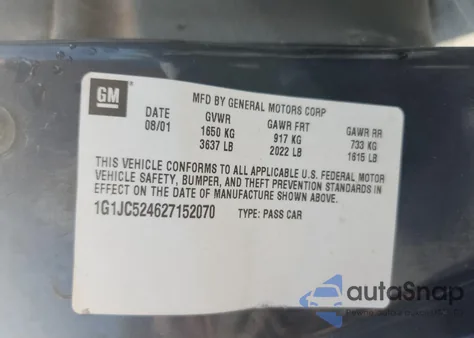 GM
MFD BY GENERAL MOTORS CORP
DATE GVWR GAWR FRT GAWR RR
08/01 1650 KG 917 KG 733 KG
3637 LB 2022 LB 1615 LB
THIS VEHICLE CONFORMS TO ALL APPLICABLE U.S. FEDERAL MOTOR
VEHICLE SAFETY, BUMPER, AND THEFT PREVENTION STANDARDS IN
EFFECT ON THE DATE OF MANUFACTURE SHOWN ABOVE.
1G1JC524627152070 TYPE: PASS CAR
autoSnap